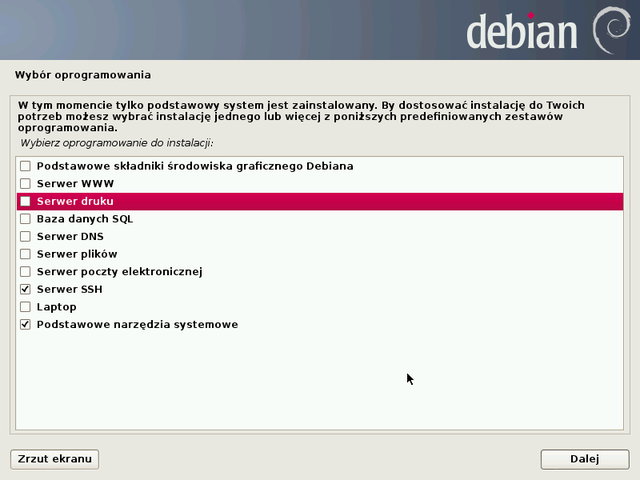 debian
Wybór oprogramowania
W tym momencie tylko podstawowy system jest zainstalowany. By dostosować instalację do Twoich
potrzeb możesz wybrać instalację jednego lub więcej z poniższych predefiniowanych zestawów
oprogramowania.
Wybierz oprogramowanie do instalacji:
Podstawowe składniki środowiska graficznego Debiana
Serwer WWW
Serwer druku
Baza danych SQL
Serwer DNS
Serwer plików
Serwer poczty elektronicznej
Serwer SSH
Laptop
Podstawowe narzędzia systemowe
Zrzut ekranu
Dalej